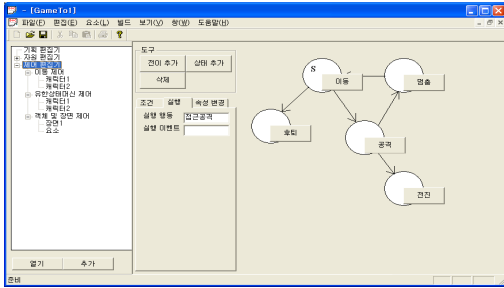 - [GameTo1]
파일(F) 편집(E) 요소(L) 빌드 보기(V) 창(W) 도움말(H)
기획 편집기
자원 편집기
제어 편집기
이동 제어
캐릭터1
캐릭터2
유한상태머신 제어
캐릭터1
캐릭터2
객체 및 장면 제어
장면1
요소
열기 추가
도구
전이 추가 상태 추가
삭제
조건 실행 속성 변경
실행 행동 접근공격
실행 이벤트
S
이동
멈춤
후퇴
공격
전진
준비